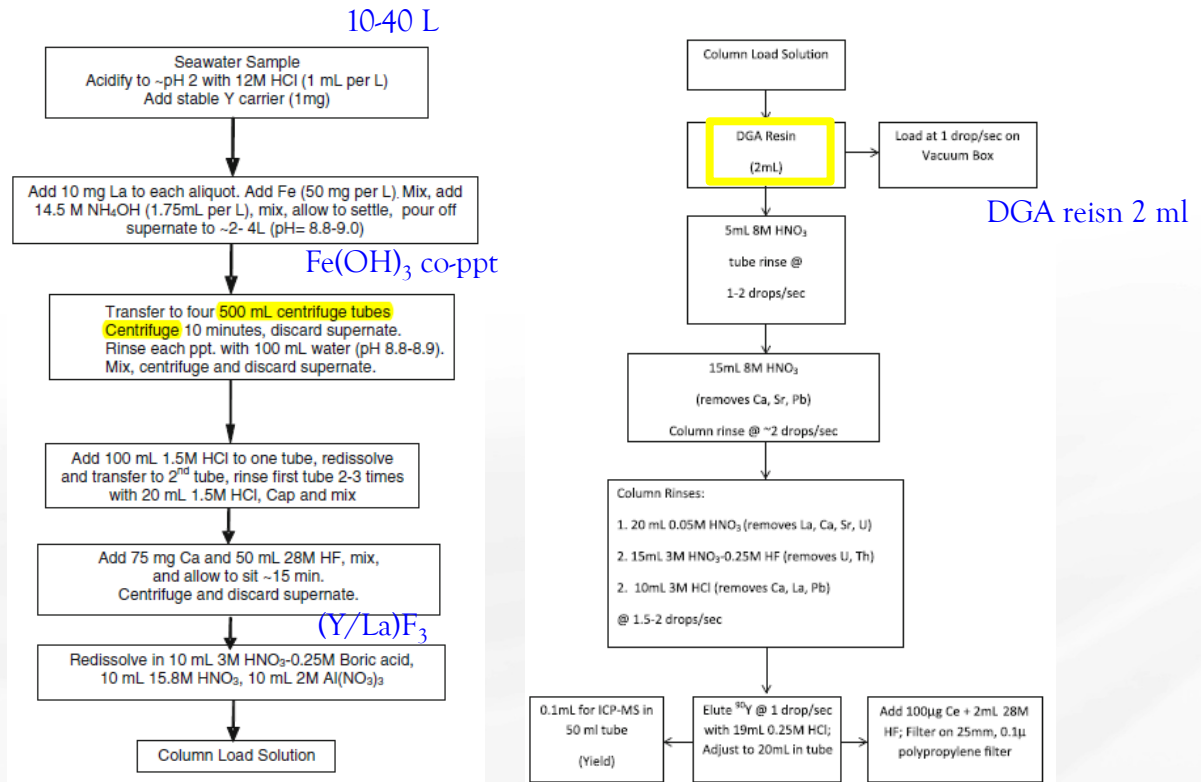 10-40 L
Seawater Sample
Acidify to ~pH 2 with 12M HCl (1 mL per L)
Add stable Y carrier (1mg)
Add 10 mg La to each aliquot. Add Fe (50 mg per L). Mix, add
14.5 M NH₄OH (1.75mL per L), mix, allow to settle, pour off
supernate to ~2- 4L (pH= 8.8-9.0)
Fe(OH)₃ co-ppt
Transfer to four 500 mL centrifuge tubes
Centrifuge 10 minutes, discard supernate.
Rinse each ppt. with 100 mL water (pH 8.8-8.9).
Mix, centrifuge and discard supernate.
Add 100 mL 1.5M HCl to one tube, redissolve
and transfer to 2ⁿᵈ tube, rinse first tube 2-3 times
with 20 mL 1.5M HCl, Cap and mix
Add 75 mg Ca and 50 mL 28M HF, mix,
and allow to sit ~15 min.
Centrifuge and discard supernate.
(Y/La)F₃
Redissolve in 10 mL 3M HNO₃-0.25M Boric acid,
10 mL 15.8M HNO₃, 10 mL 2M Al(NO₃)₃
Column Load Solution
Column Load Solution
DGA Resin
(2mL)
Load at 1 drop/sec on
Vacuum Box
DGA reisn 2 ml
5mL 8M HNO₃
tube rinse @
1-2 drops/sec
15mL 8M HNO₃
(removes Ca, Sr, Pb)
Column rinse @ ~2 drops/sec
Column Rinses:
1. 20 mL 0.05M HNO₃ (removes La, Ca, Sr, U)
2. 15mL 3M HNO₃-0.25M HF (removes U, Th)
2. 10mL 3M HCl (removes Ca, La, Pb)
@ 1.5-2 drops/sec
0.1mL for ICP-MS in
50 ml tube
(Yield)
Elute ⁹⁰Y @ 1 drop/sec
with 19mL 0.25M HCl;
Adjust to 20mL in tube
Add 100µg Ce + 2mL 28M
HF; Filter on 25mm, 0.1µ
polypropylene filter